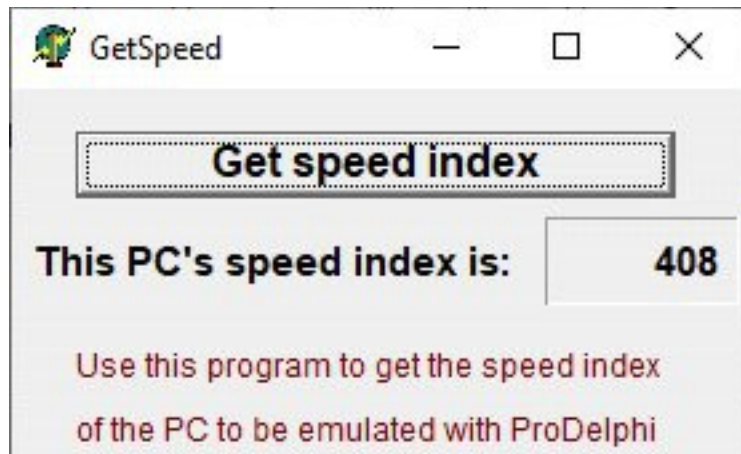 GetSpeed
Get speed index
This PC's speed index is: 408
Use this program to get the speed index
of the PC to be emulated with ProDelphi